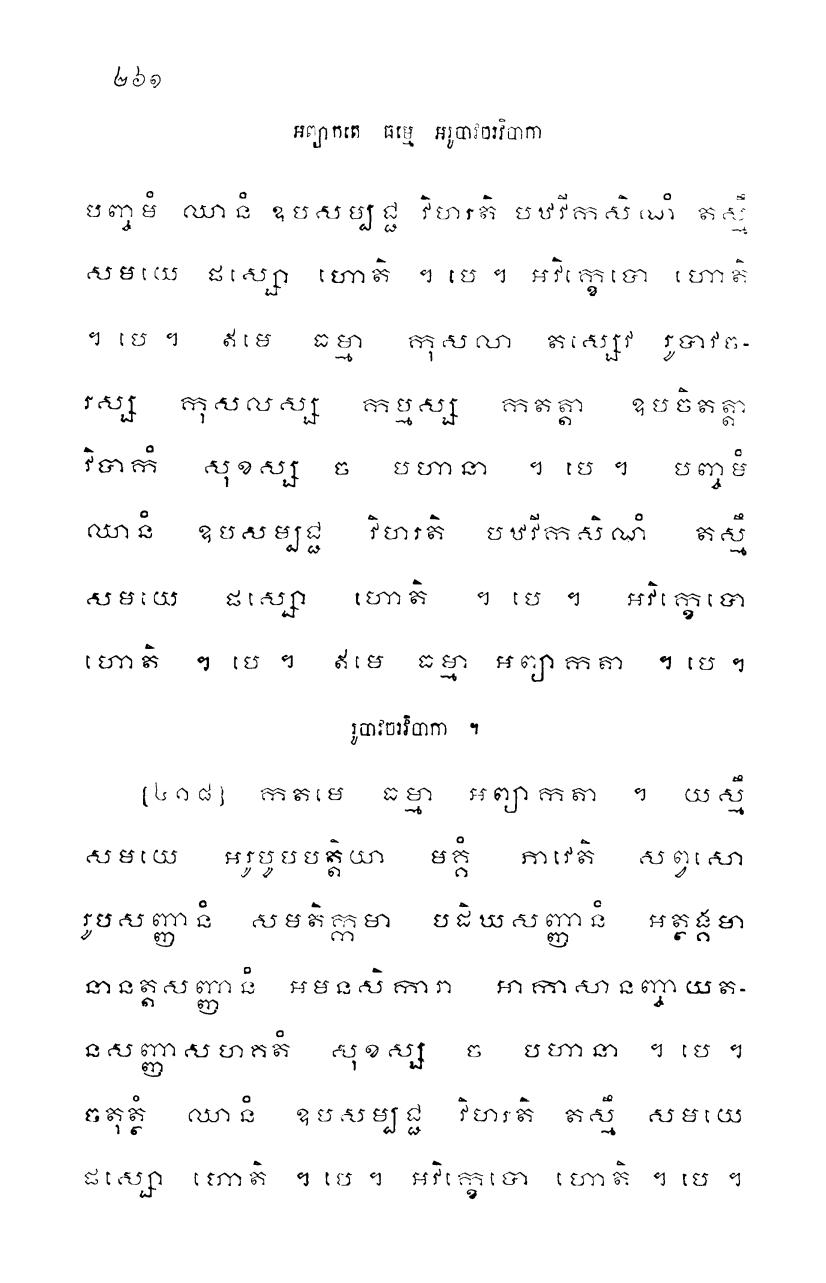 ២៦១
អព្យាកតេ ធម្មេ អរូបាវចរវិបាកា
បញ្ចមំ ឈានំ ឧបសម្បជ្ជ វិហរតិ បឋវីកសិណំ តស្មឹ
សមយេ ផស្សោ ហោតិ ។ បេ ។ អវិក្ខេបោ ហោតិ
។ បេ ។ ឥមេ ធម្មា កុសលា តស្សេវ រូបាវច-
រស្ស កុសលស្ស កម្មស្ស កតត្តា ឧបចិតត្តា
វិបាកំ សុខស្ស ច បហានា ។ បេ ។ បញ្ចមំ
ឈានំ ឧបសម្បជ្ជ វិហរតិ បឋវីកសិណំ តស្មឹ
សមយេ ផស្សោ ហោតិ ។ បេ ។ អវិក្ខេបោ
ហោតិ ។ បេ ។ ឥមេ ធម្មា អព្យាកតា ។ បេ ។
រូបាវចរវិបាកា ។
[៤១៨] កតមេ ធម្មា អព្យាកតា ។ យស្មឹ
សមយេ អរូបូបបត្តិយា មគ្គំ ភាវេតិ សព្វសោ
រូបសញ្ញានំ សមតិក្កមា បដិឃសញ្ញានំ អត្ថង្គមា
នានត្តសញ្ញានំ អមនសិការា អាកាសានញ្ចាយត-
នសញ្ញាសហគតំ សុខស្ស ច បហានា ។ បេ ។
ចតុត្ថំ ឈានំ ឧបសម្បជ្ជ វិហរតិ តស្មឹ សមយេ
ផស្សោ ហោតិ ។ បេ ។ អវិក្ខេបោ ហោតិ ។ បេ ។